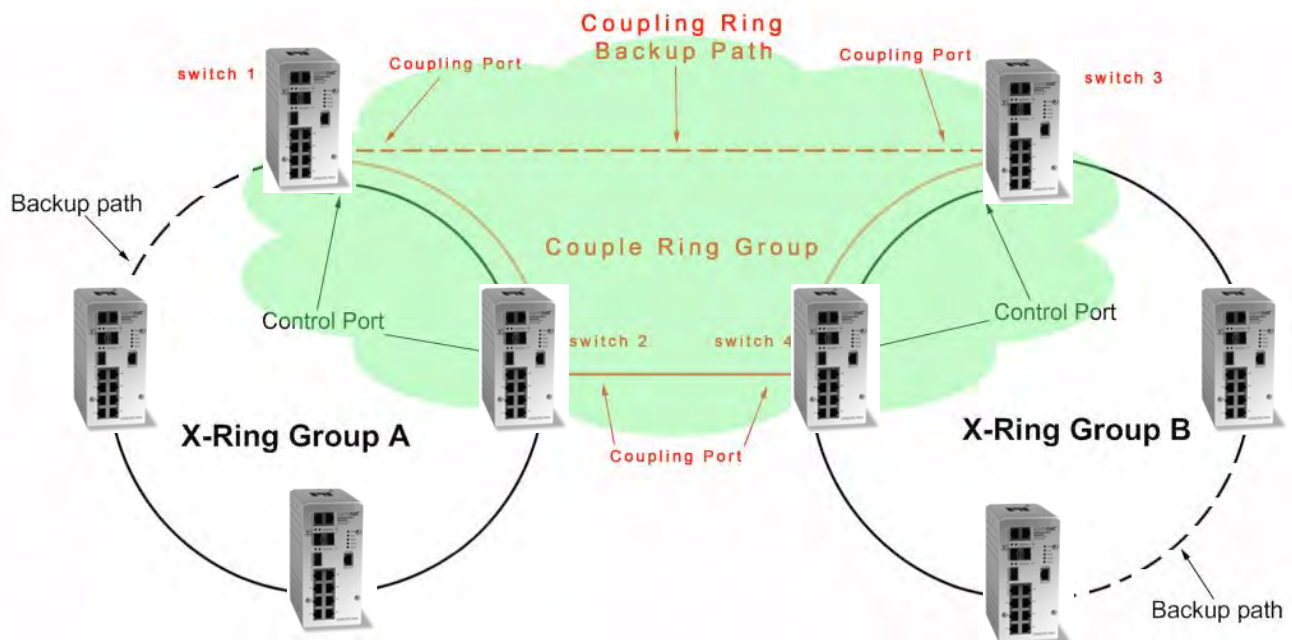 Coupling Ring
Backup Path
Coupling Port
Coupling Port
switch 1
switch 3
Backup path
Couple Ring Group
Control Port
Control Port
switch 2
switch 4
X-Ring Group A
X-Ring Group B
Coupling Port
Backup path